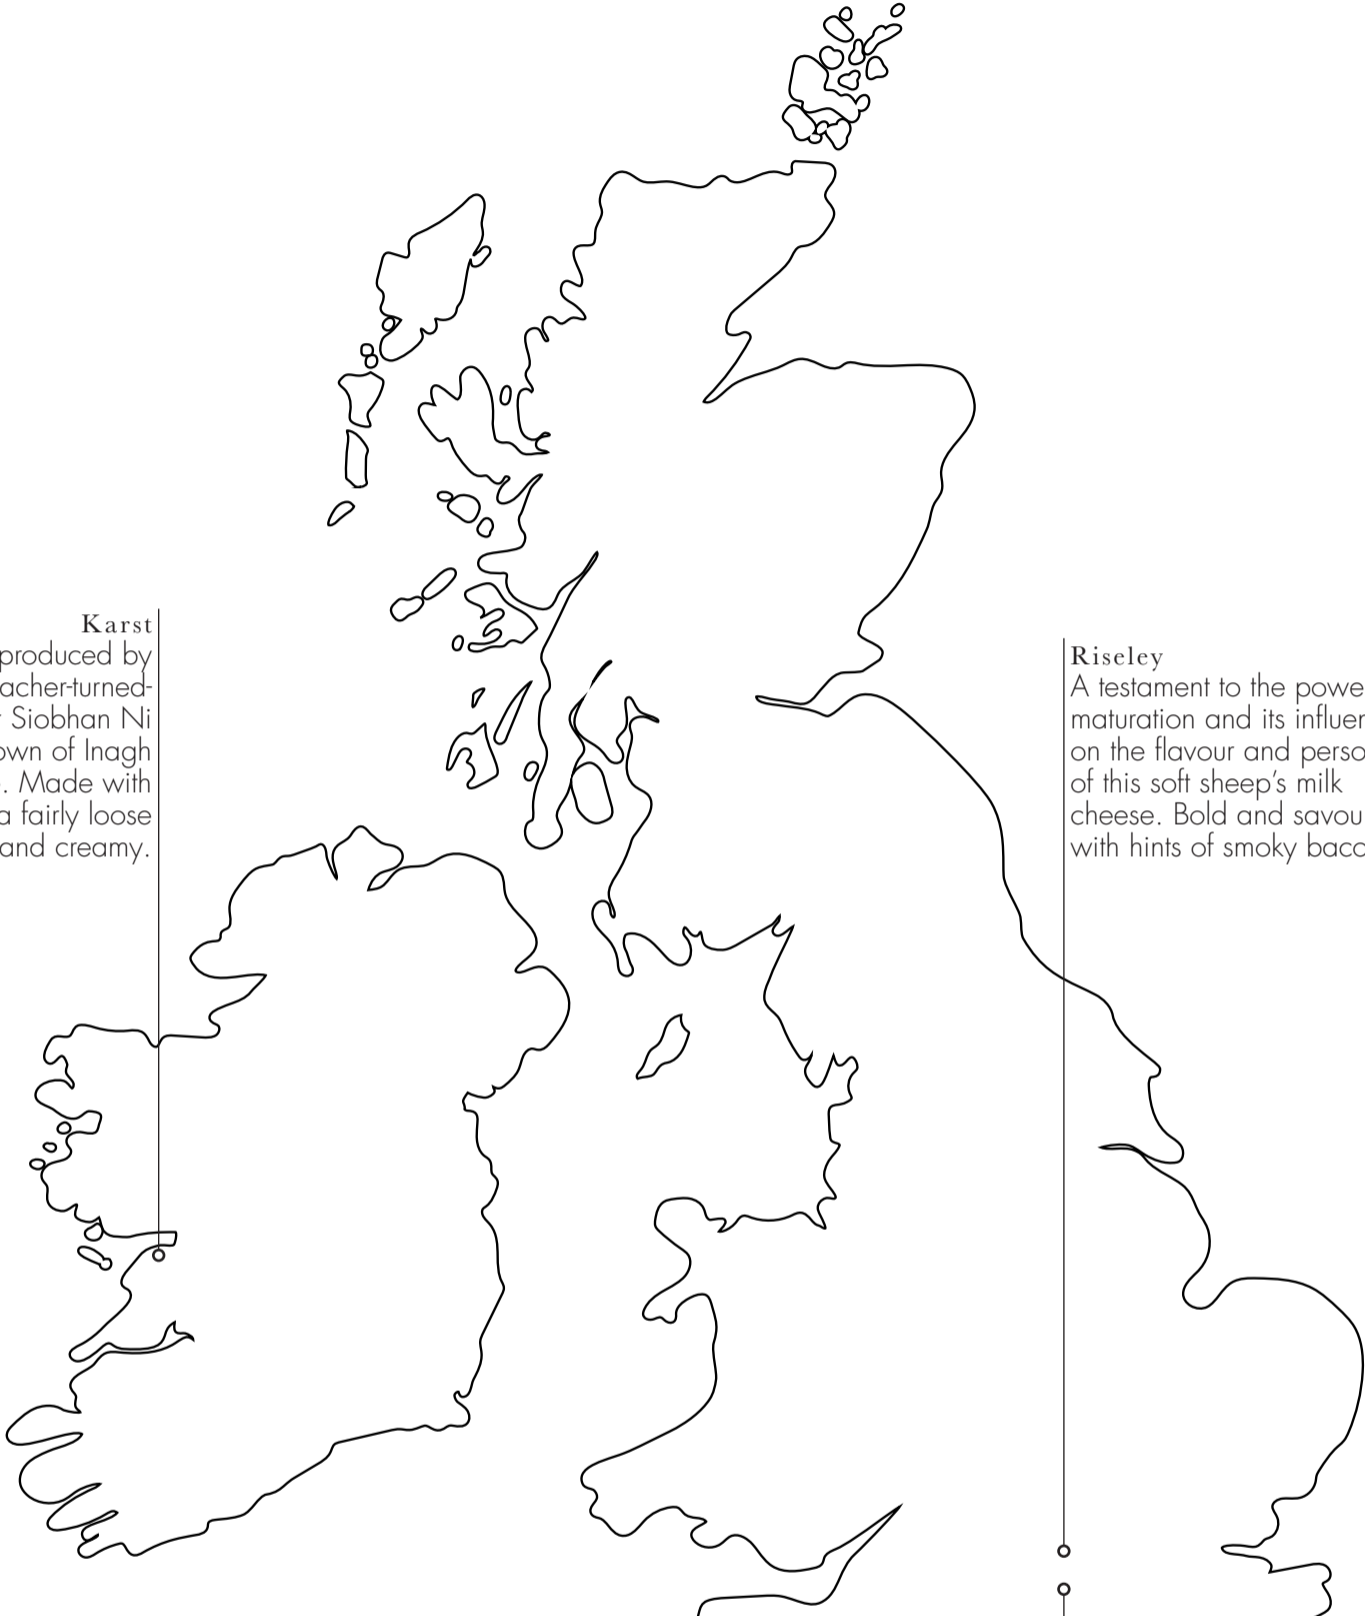 Karst
produced by
acher-turned-
Siobhan Ni
own of Inagh
. Made with
a fairly loose
and creamy.
Riseley
A testament to the powe
maturation and its influen
on the flavour and perso
of this soft sheep's milk
cheese. Bold and savou
with hints of smoky baco